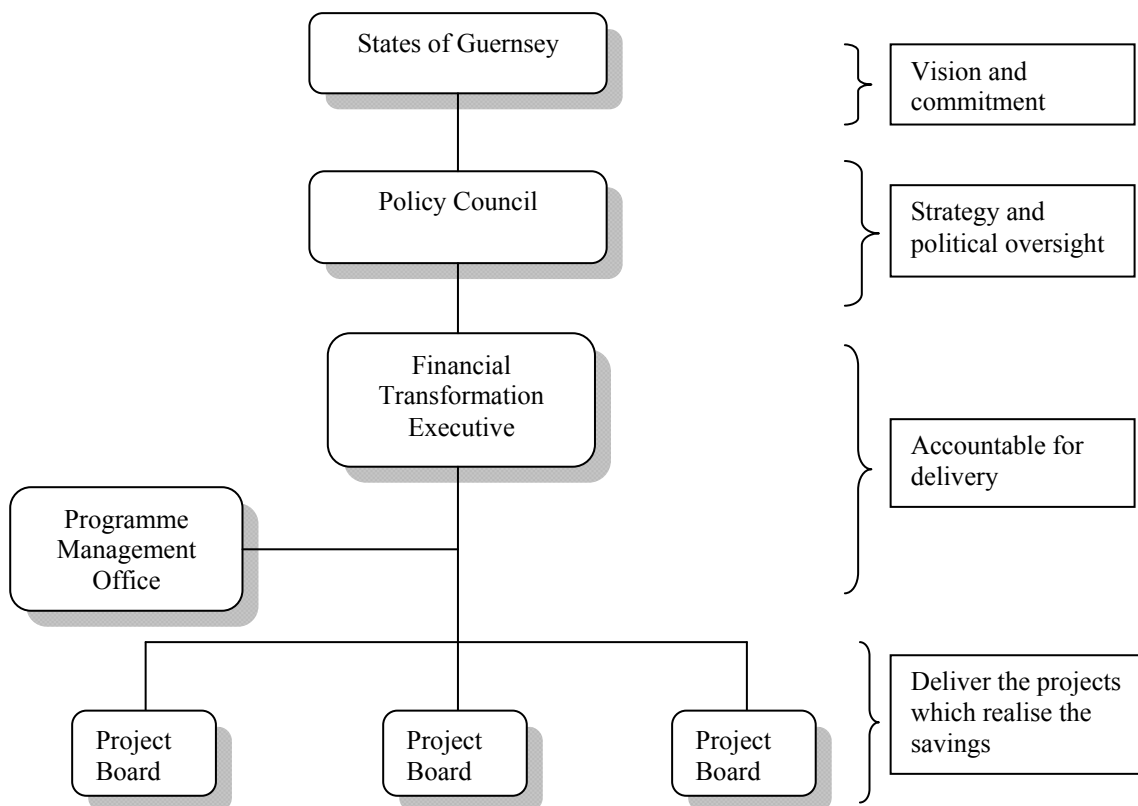 States of Guernsey
Vision and
commitment
Policy Council
Strategy and
political oversight
Financial
Transformation
Executive
Accountable for
delivery
Programme
Management
Office
Deliver the projects
which realise the
savings
Project
Board
Project
Board
Project
Board